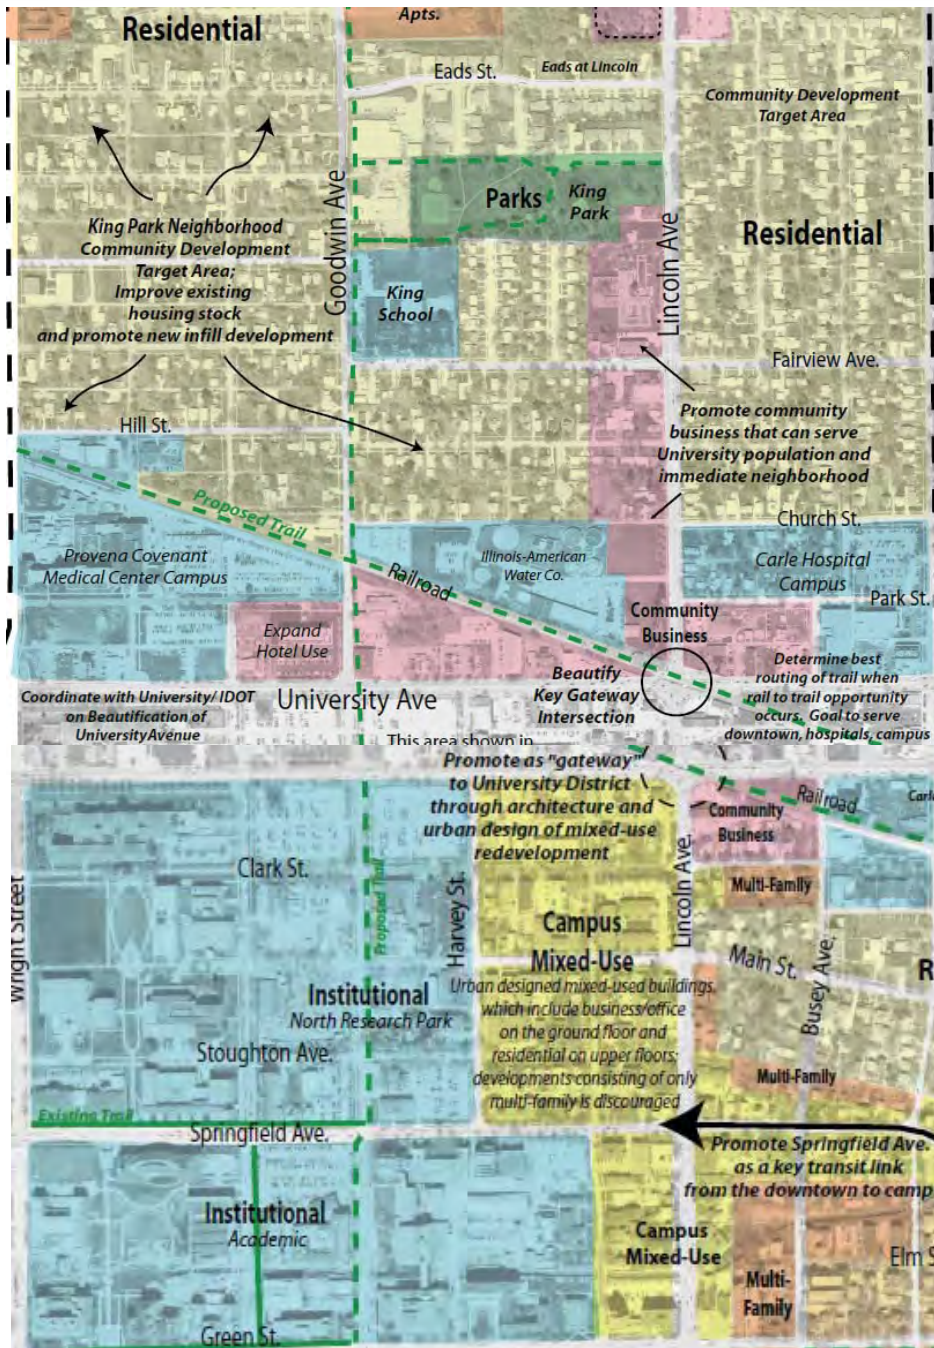 Residential
Apts.
Eads St.
Eads at Lincoln
Community Development
Target Area
Goodwin Ave
Parks
King
Park
Lincoln Ave
Residential
King Park Neighborhood
Community Development
Target Area;
Improve existing
housing stock
and promote new infill development
King
School
Fairview Ave.
Hill St.
Promote community
business that can serve
University population and
immediate neighborhood
Proposed Trail
Church St.
Provena Covenant
Medical Center Campus
Railroad
Illinois-American
Water Co.
Carle Hospital
Campus
Park St.
Expand
Hotel Use
Community
Business
Beautify
Key Gateway
Intersection
Determine best
routing of trail when
rail to trail opportunity
occurs. Goal to serve
downtown, hospitals, campus
Coordinate with University/ IDOT
on Beautification of
UniversityAvenue
University Ave
This area shown in
Promote as "gateway"
to University District
through architecture and
urban design of mixed-use
redevelopment
Railroad
Carle
Community
Business
Clark St.
Wright Street
Proposed Trail
Harvey St.
Lincoln Ave.
Multi-Family
Campus
Mixed-Use
Main St.
Busey Ave.
R
Urban designed mixed-used buildings,
which include business/office
on the ground floor and
residential on upper floors;
developments consisting of only
multi-family is discouraged
Institutional
North Research Park
Stoughton Ave.
Multi-Family
Existing Trail
Springfield Ave.
Promote Springfield Ave.
as a key transit link
from the downtown to camp
Institutional
Academic
Campus
Mixed-Use
Elm S
Multi-
Family
Green St.